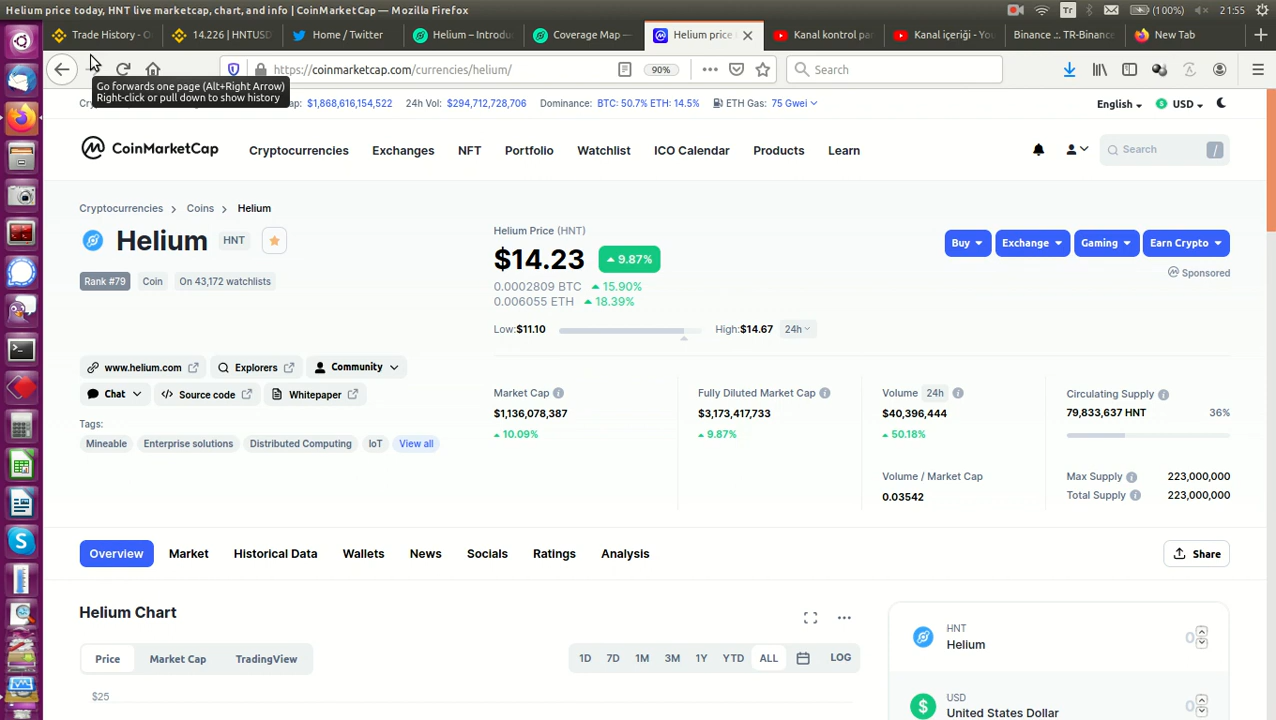 Helium price today, HNT live marketcap, chart, and info | CoinMarketCap - Mozilla Firefox
Tr
(100%)
21:55
Trade History - O
14.226 | HNTUSD
Home / Twitter
Helium – Introdu
Coverage Map —
Helium price
Kanal kontrol pa
Kanal içeriği - You
Binance .:. TR-Binance
New Tab
https://coinmarketcap.com/currencies/helium/
90%
Search
Go forwards one page (Alt+Right Arrow)
Right-click or pull down to show history
Cry
ap: $1,868,616,154,522
24h Vol: $294,712,728,706
Dominance: BTC: 50.7% ETH: 14.5%
ETH Gas: 75 Gwei
English
USD
CoinMarketCap
Cryptocurrencies
Exchanges
NFT
Portfolio
Watchlist
ICO Calendar
Products
Learn
Search
/
Cryptocurrencies
Coins
Helium
Helium
HNT
Rank #79
Coin
On 43,172 watchlists
Helium Price (HNT)
$14.23
9.87%
0.0002809 BTC
15.90%
0.006055 ETH
18.39%
Low: $11.10
High: $14.67
24h
Buy
Exchange
Gaming
Earn Crypto
Sponsored
www.helium.com
Explorers
Community
Chat
Source code
Whitepaper
Tags:
Mineable
Enterprise solutions
Distributed Computing
IoT
View all
Market Cap
$1,136,078,387
10.09%
Fully Diluted Market Cap
$3,173,417,733
9.87%
Volume 24h
$40,396,444
50.18%
Volume / Market Cap
0.03542
Circulating Supply
79,833,637 HNT
36%
Max Supply
223,000,000
Total Supply
223,000,000
Overview
Market
Historical Data
Wallets
News
Socials
Ratings
Analysis
Share
Helium Chart
Price
Market Cap
TradingView
1D
7D
1M
3M
1Y
YTD
ALL
LOG
$25
HNT
Helium
0
USD
United States Dollar
0